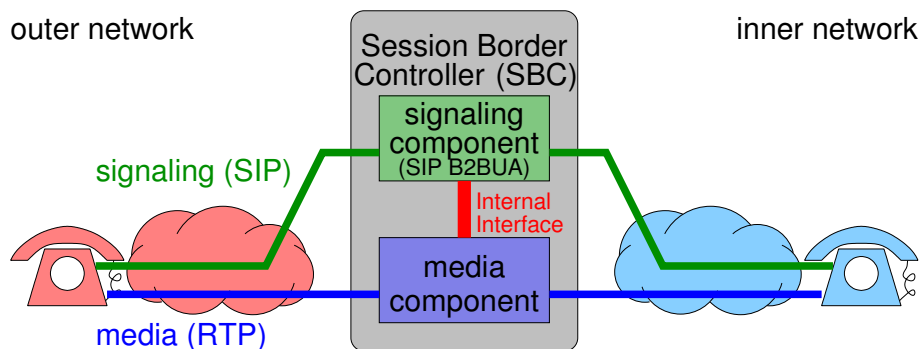 outer network
inner network
Session Border
Controller (SBC)
signaling
component
(SIP B2BUA)
signaling (SIP)
Internal
Interface
media
component
media (RTP)